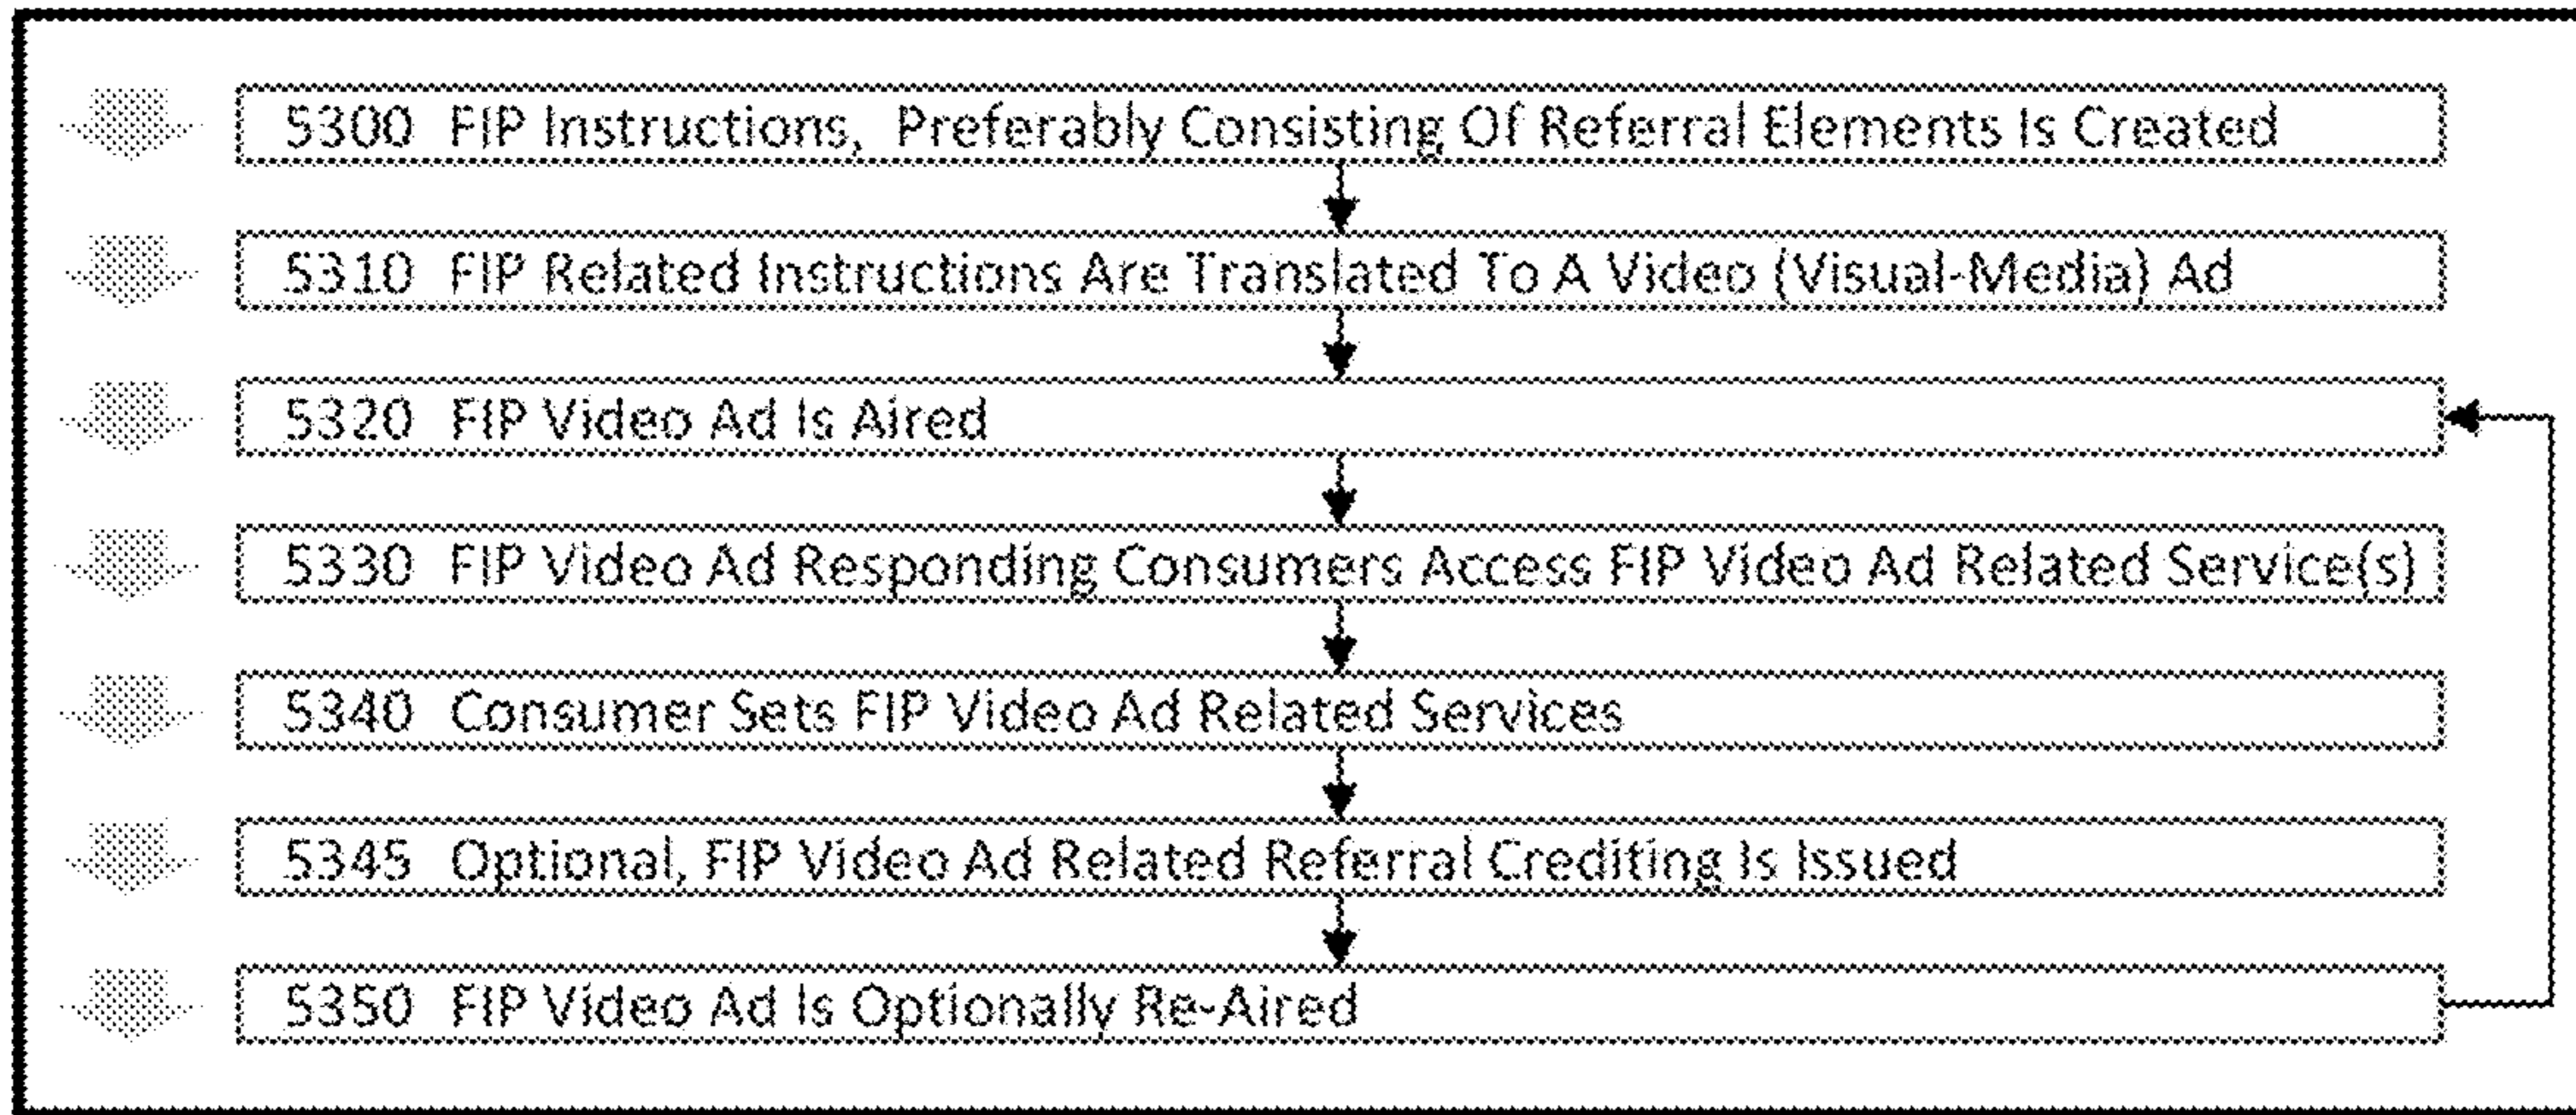 5300 FIP Instructions, Preferably Consisting Of Referral Elements Is Created
5310 FIP Related Instructions Are Translated To A Video (Visual-Media) Ad
5320 FIP Video Ad Is Aired
5330 FIP Video Ad Responding Consumers Access FIP Video Ad Related Service(s)
5340 Consumer Sets FIP Video Ad Related Services
5345 Optional, FIP Video Ad Related Referral Crediting Is Issued
5350 FIP Video Ad Is Optionally Re-Aired